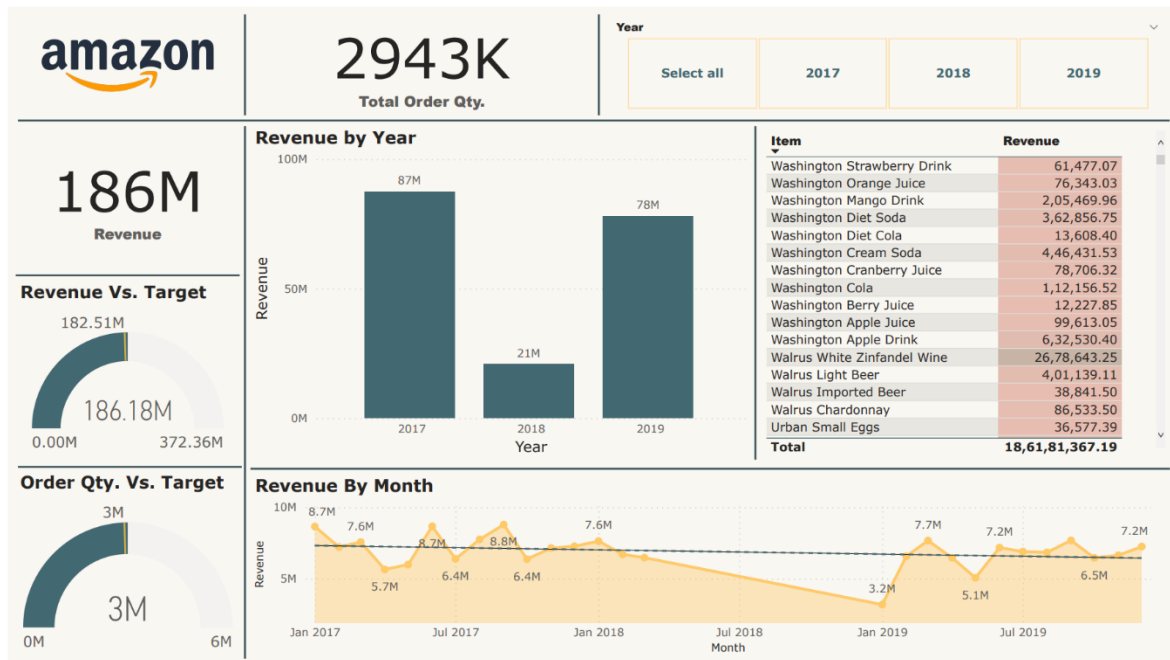 amazon
2943K
Total Order Qty.
Year
Select all
2017
2018
2019
186M
Revenue
Revenue Vs. Target
182.51M
186.18M
0.00M
372.36M
Order Qty. Vs. Target
3M
3M
0M
6M
Revenue by Year
100M
50M
0M
Revenue
87M
21M
78M
2017
2018
2019
Year
Item Revenue
Washington Strawberry Drink 61,477.07
Washington Orange Juice 76,343.03
Washington Mango Drink 2,05,469.96
Washington Diet Soda 3,62,856.75
Washington Diet Cola 13,608.40
Washington Cream Soda 4,46,431.53
Washington Cranberry Juice 78,706.32
Washington Cola 1,12,156.52
Washington Berry Juice 12,227.85
Washington Apple Juice 99,613.05
Washington Apple Drink 6,32,530.40
Walrus White Zinfandel Wine 26,78,643.25
Walrus Light Beer 4,01,139.11
Walrus Imported Beer 38,841.50
Walrus Chardonnay 86,533.50
Urban Small Eggs 36,577.39
Total 18,61,81,367.19
Revenue By Month
10M
5M
Revenue
8.7M
7.6M
5.7M
8.7M
6.4M
8.8M
6.4M
7.6M
3.2M
7.7M
5.1M
7.2M
6.5M
7.2M
Jan 2017
Jul 2017
Jan 2018
Jul 2018
Jan 2019
Jul 2019
Month